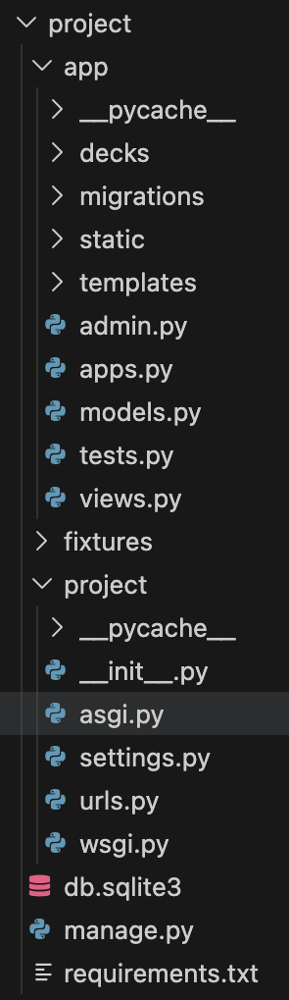 project
app
__pycache__
decks
migrations
static
templates
admin.py
apps.py
models.py
tests.py
views.py
fixtures
project
__pycache__
__init__.py
asgi.py
settings.py
urls.py
wsgi.py
db.sqlite3
manage.py
requirements.txt